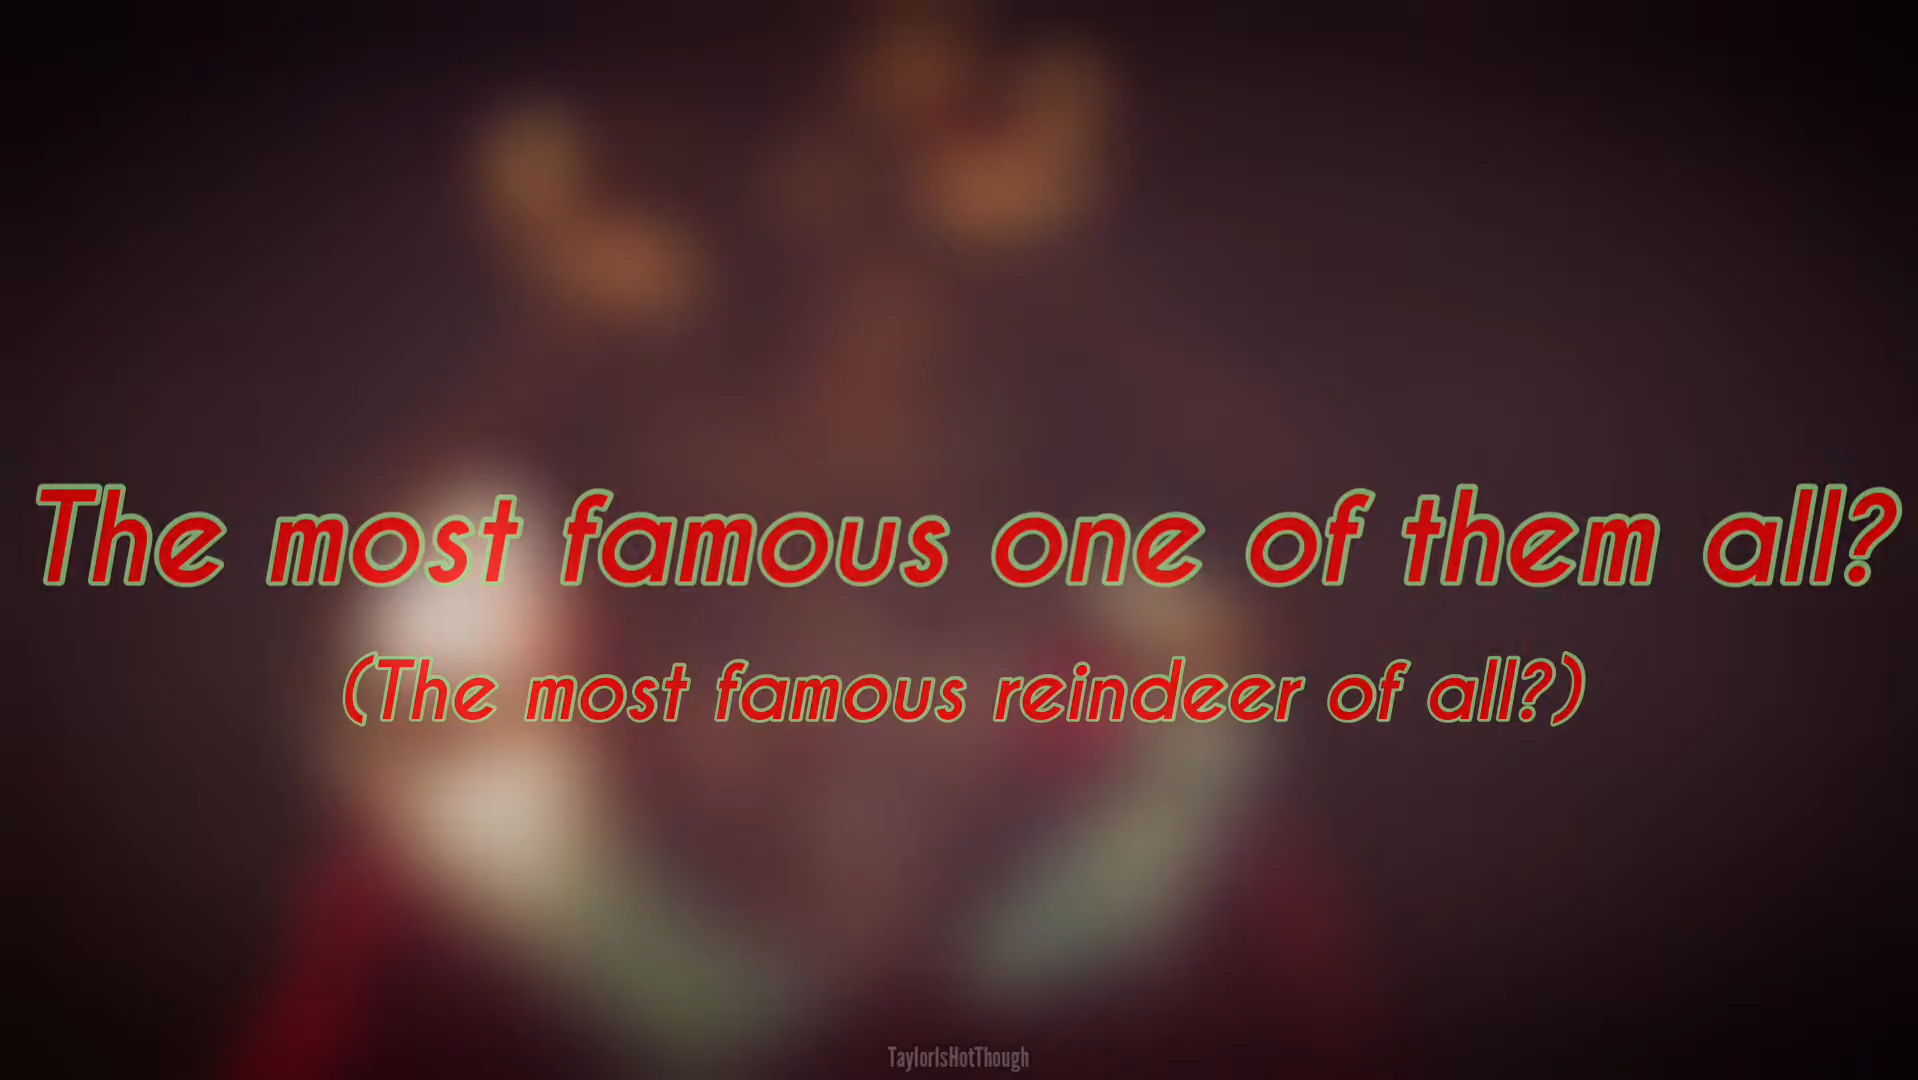 The most famous one of them all?
(The most famous reindeer of all?)
TaylorIsHotThough